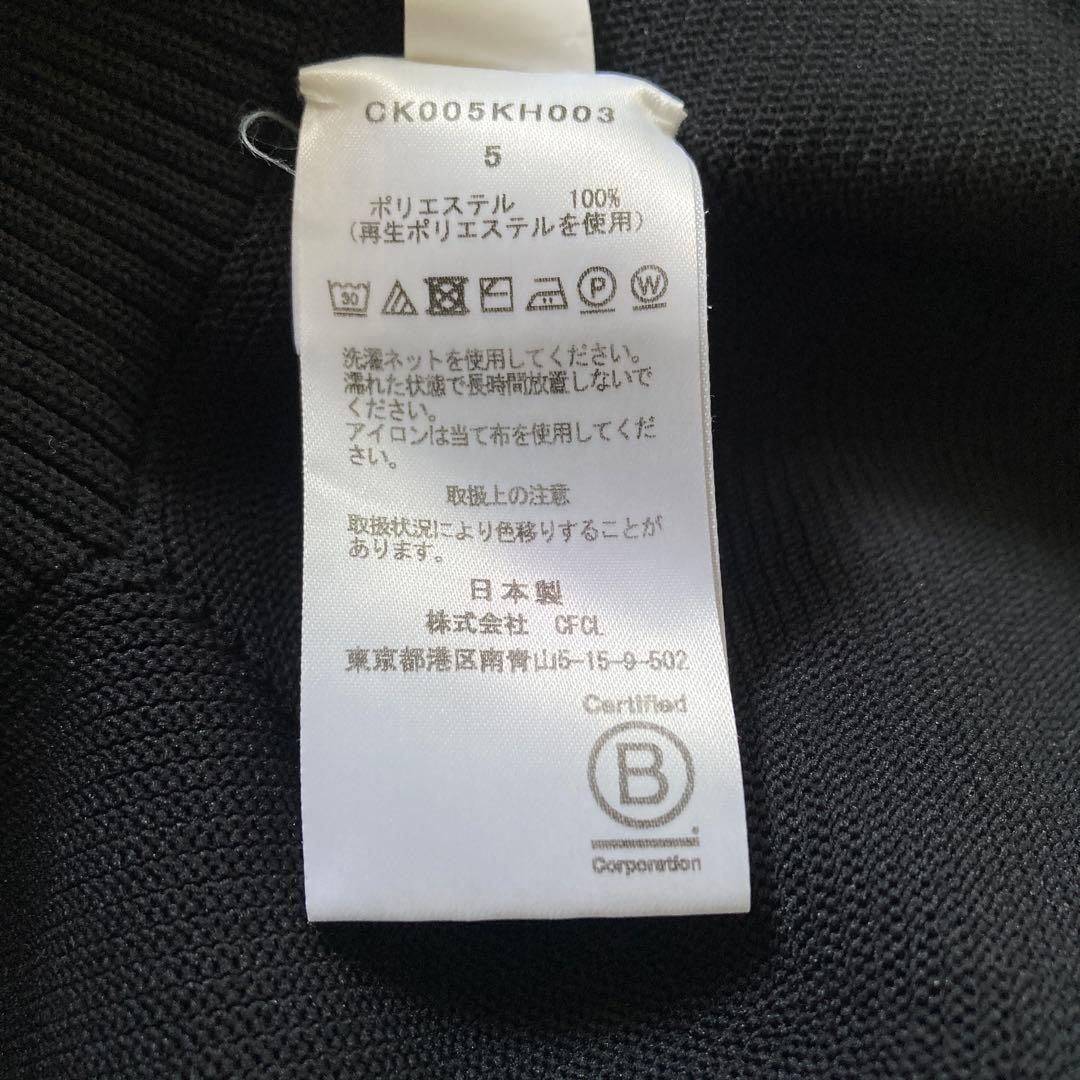 CK005KH003
5
ポリエステル 100%
(再生ポリエステルを使用)
30 P W
洗濯ネットを使用してください。
濡れた状態で長時間放置しないで
ください。
アイロンは当て布を使用してくだ
さい。
取扱上の注意
取扱状況により色移りすることが
あります。
日本製
株式会社 CFCL
東京都港区南青山5-15-9-502
Certified
B
Corporation